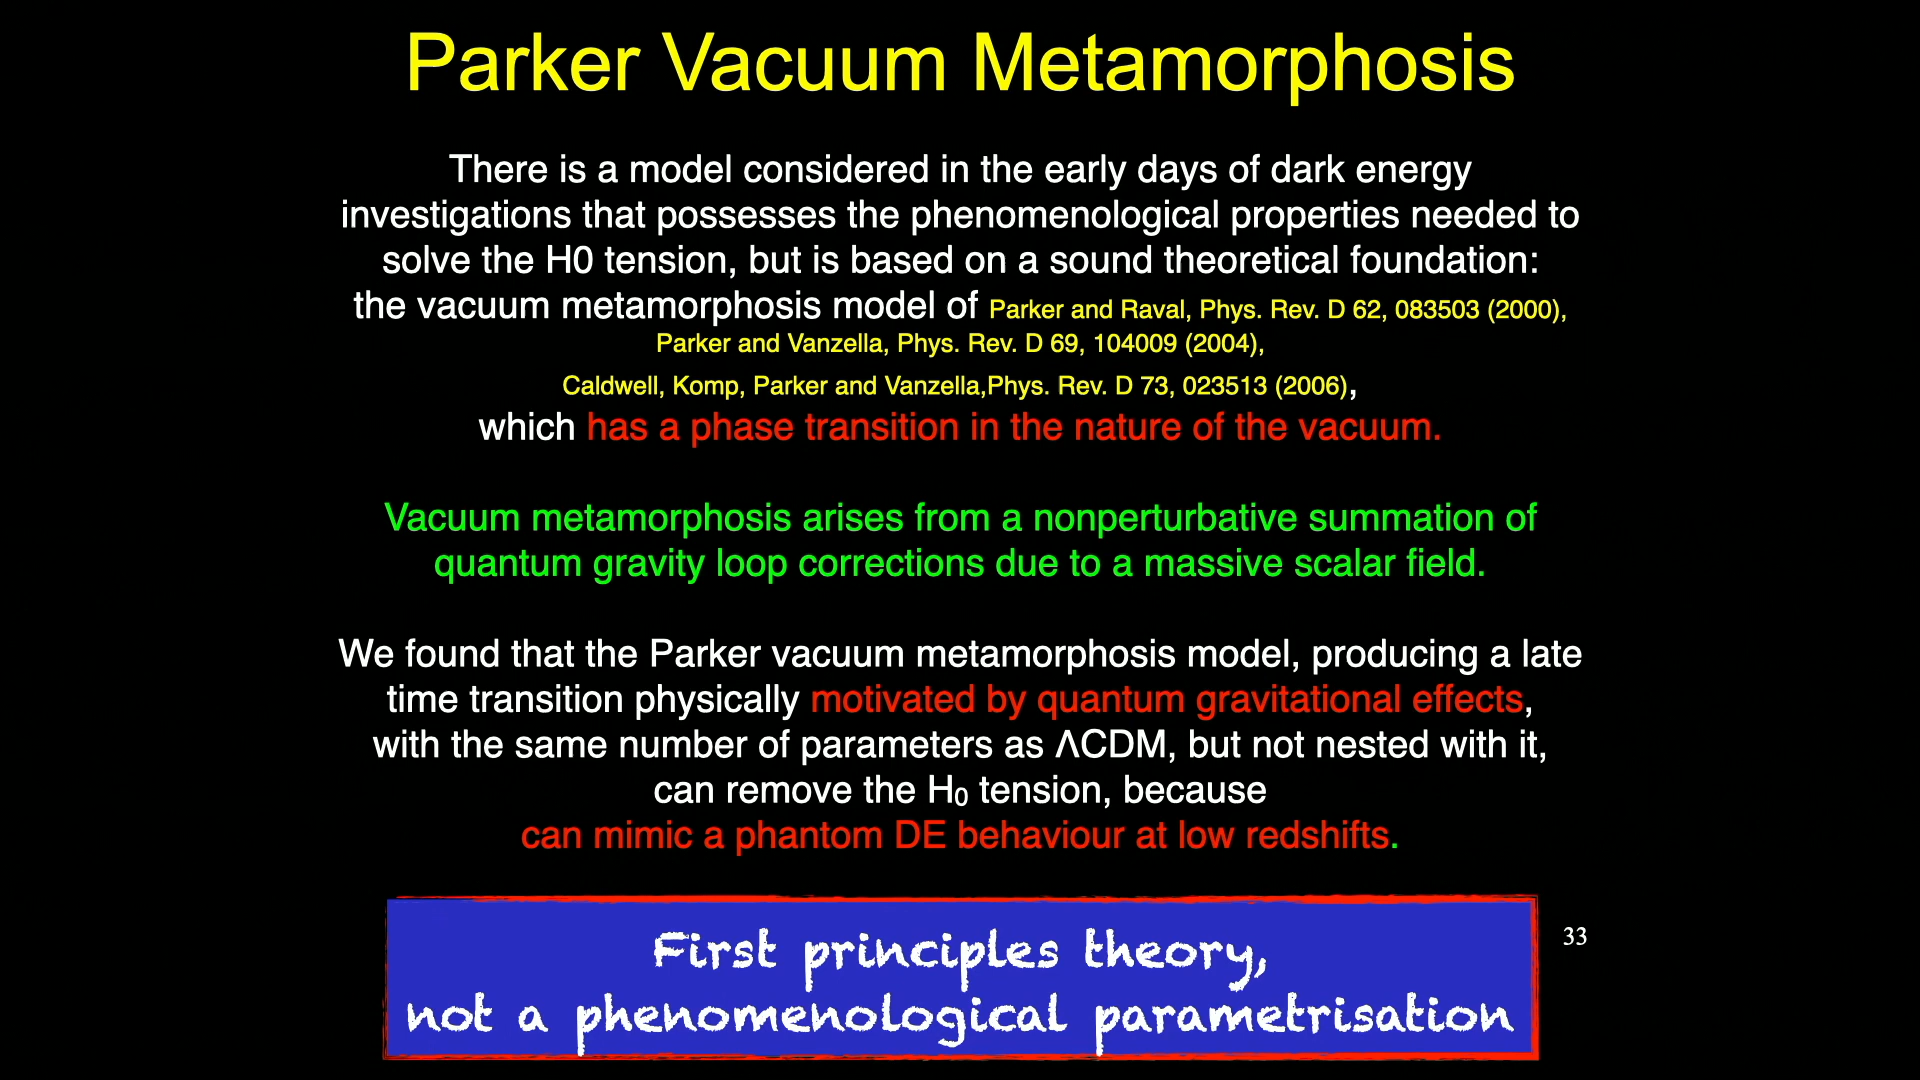 Parker Vacuum Metamorphosis
There is a model considered in the early days of dark energy
investigations that possesses the phenomenological properties needed to
solve the H0 tension, but is based on a sound theoretical foundation:
the vacuum metamorphosis model of Parker and Raval, Phys. Rev. D 62, 083503 (2000),
Parker and Vanzella, Phys. Rev. D 69, 104009 (2004),
Caldwell, Komp, Parker and Vanzella,Phys. Rev. D 73, 023513 (2006),
which has a phase transition in the nature of the vacuum.
Vacuum metamorphosis arises from a nonperturbative summation of
quantum gravity loop corrections due to a massive scalar field.
We found that the Parker vacuum metamorphosis model, producing a late
time transition physically motivated by quantum gravitational effects,
with the same number of parameters as ΛCDM, but not nested with it,
can remove the H₀ tension, because
can mimic a phantom DE behaviour at low redshifts.
First principles theory,
not a phenomenological parametrisation
33